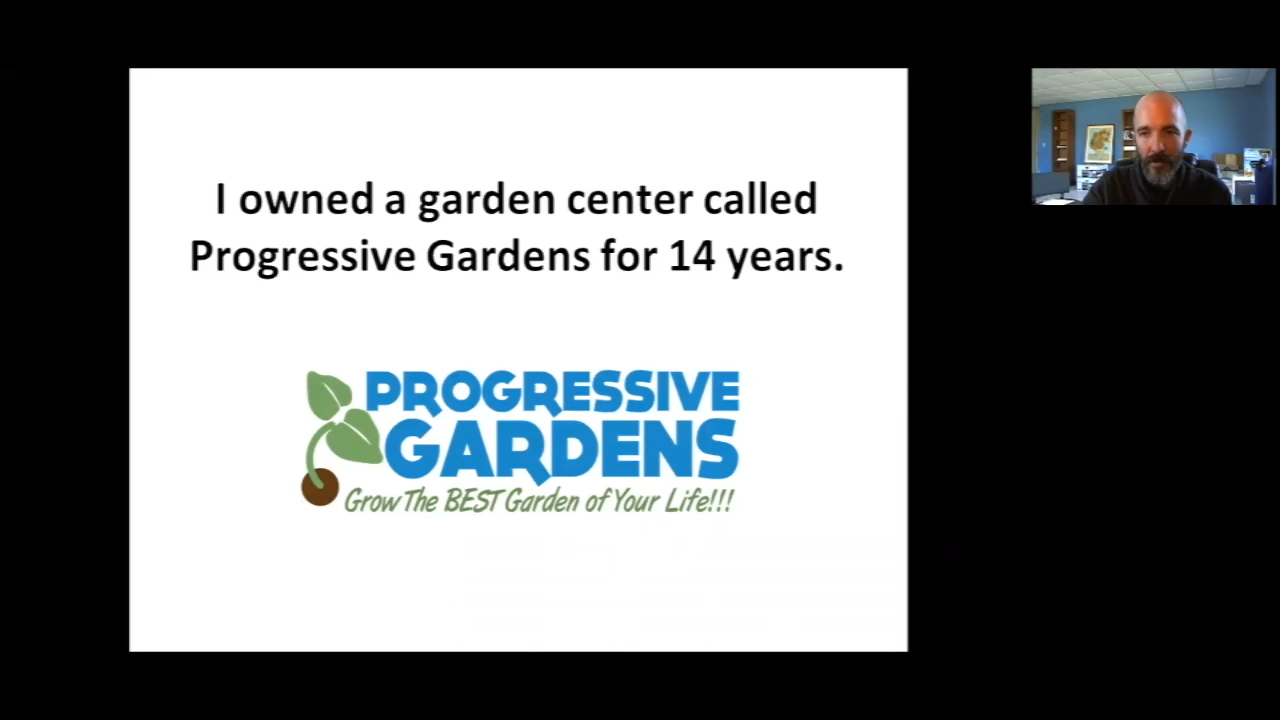 I owned a garden center called
Progressive Gardens for 14 years.
PROGRESSIVE
GARDENS
Grow The BEST Garden of Your Life!!!